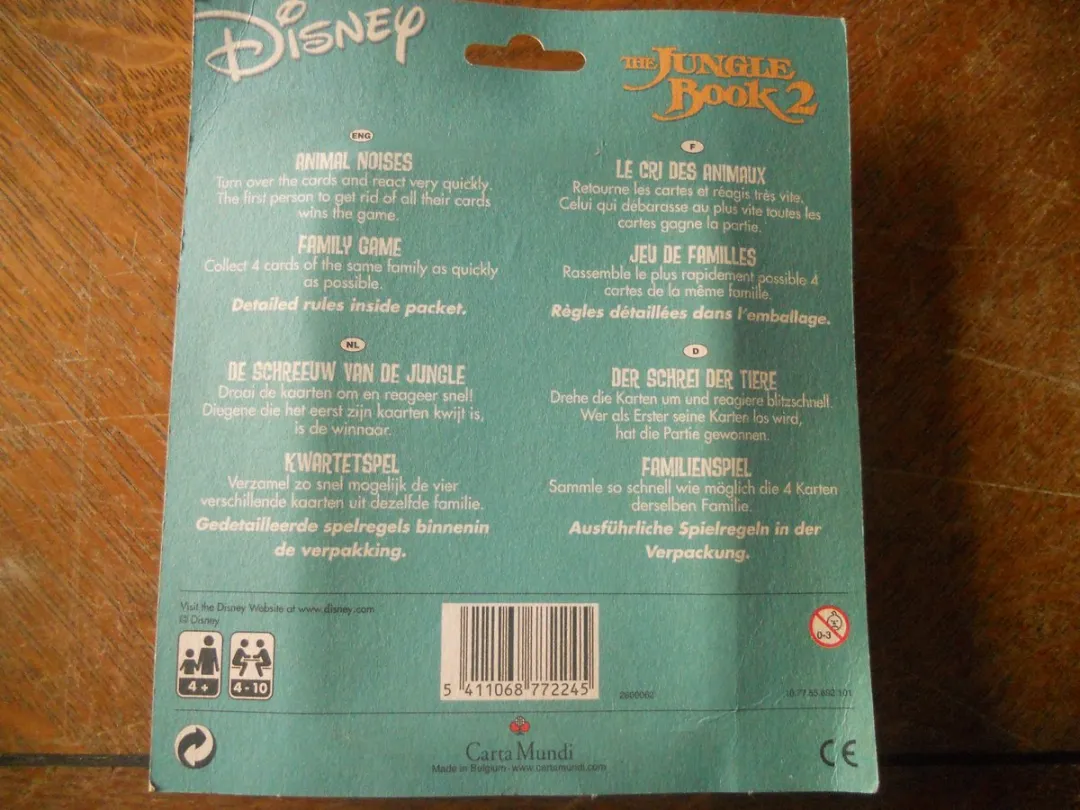 Disney
THE JUNGLE
BOOK 2
ENG
ANIMAL NOISES
Turn over the cards and react very quickly.
The first person to get rid of all their cards
wins the game.
FAMILY GAME
Collect 4 cards of the same family as quickly
as possible.
Detailed rules inside packet.
F
LE CRI DES ANIMAUX
Retourne les cartes et réagis très vite.
Celui qui débarasse au plus vite toutes les
cartes gagne la partie.
JEU DE FAMILLES
Rassemble le plus rapidement possible 4
cartes de la même famille.
Règles détaillées dans l'emballage.
NL
DE SCHREEUW VAN DE JUNGLE
Draai de kaarten om en reageer snel!
Diegene die het eerst zijn kaarten kwijt is,
is de winnaar.
KWARTETSPEL
Verzamel zo snel mogelijk de vier
verschillende kaarten uit dezelfde familie.
Gedetailleerde spelregels binnenin
de verpakking.
D
DER SCHREI DER TIERE
Drehe die Karten um und reagiere blitzschnell.
Wer als Erster seine Karten los wird,
hat die Partie gewonnen.
FAMILIENSPIEL
Sammle so schnell wie möglich die 4 Karten
derselben Familie.
Ausführliche Spielregeln in der
Verpackung.
Visit the Disney Website at www.disney.com
© Disney
4 +
4 - 10
5 411068 772245
0-3
Carta Mundi
Made in Belgium - www.cartamundi.com
CE